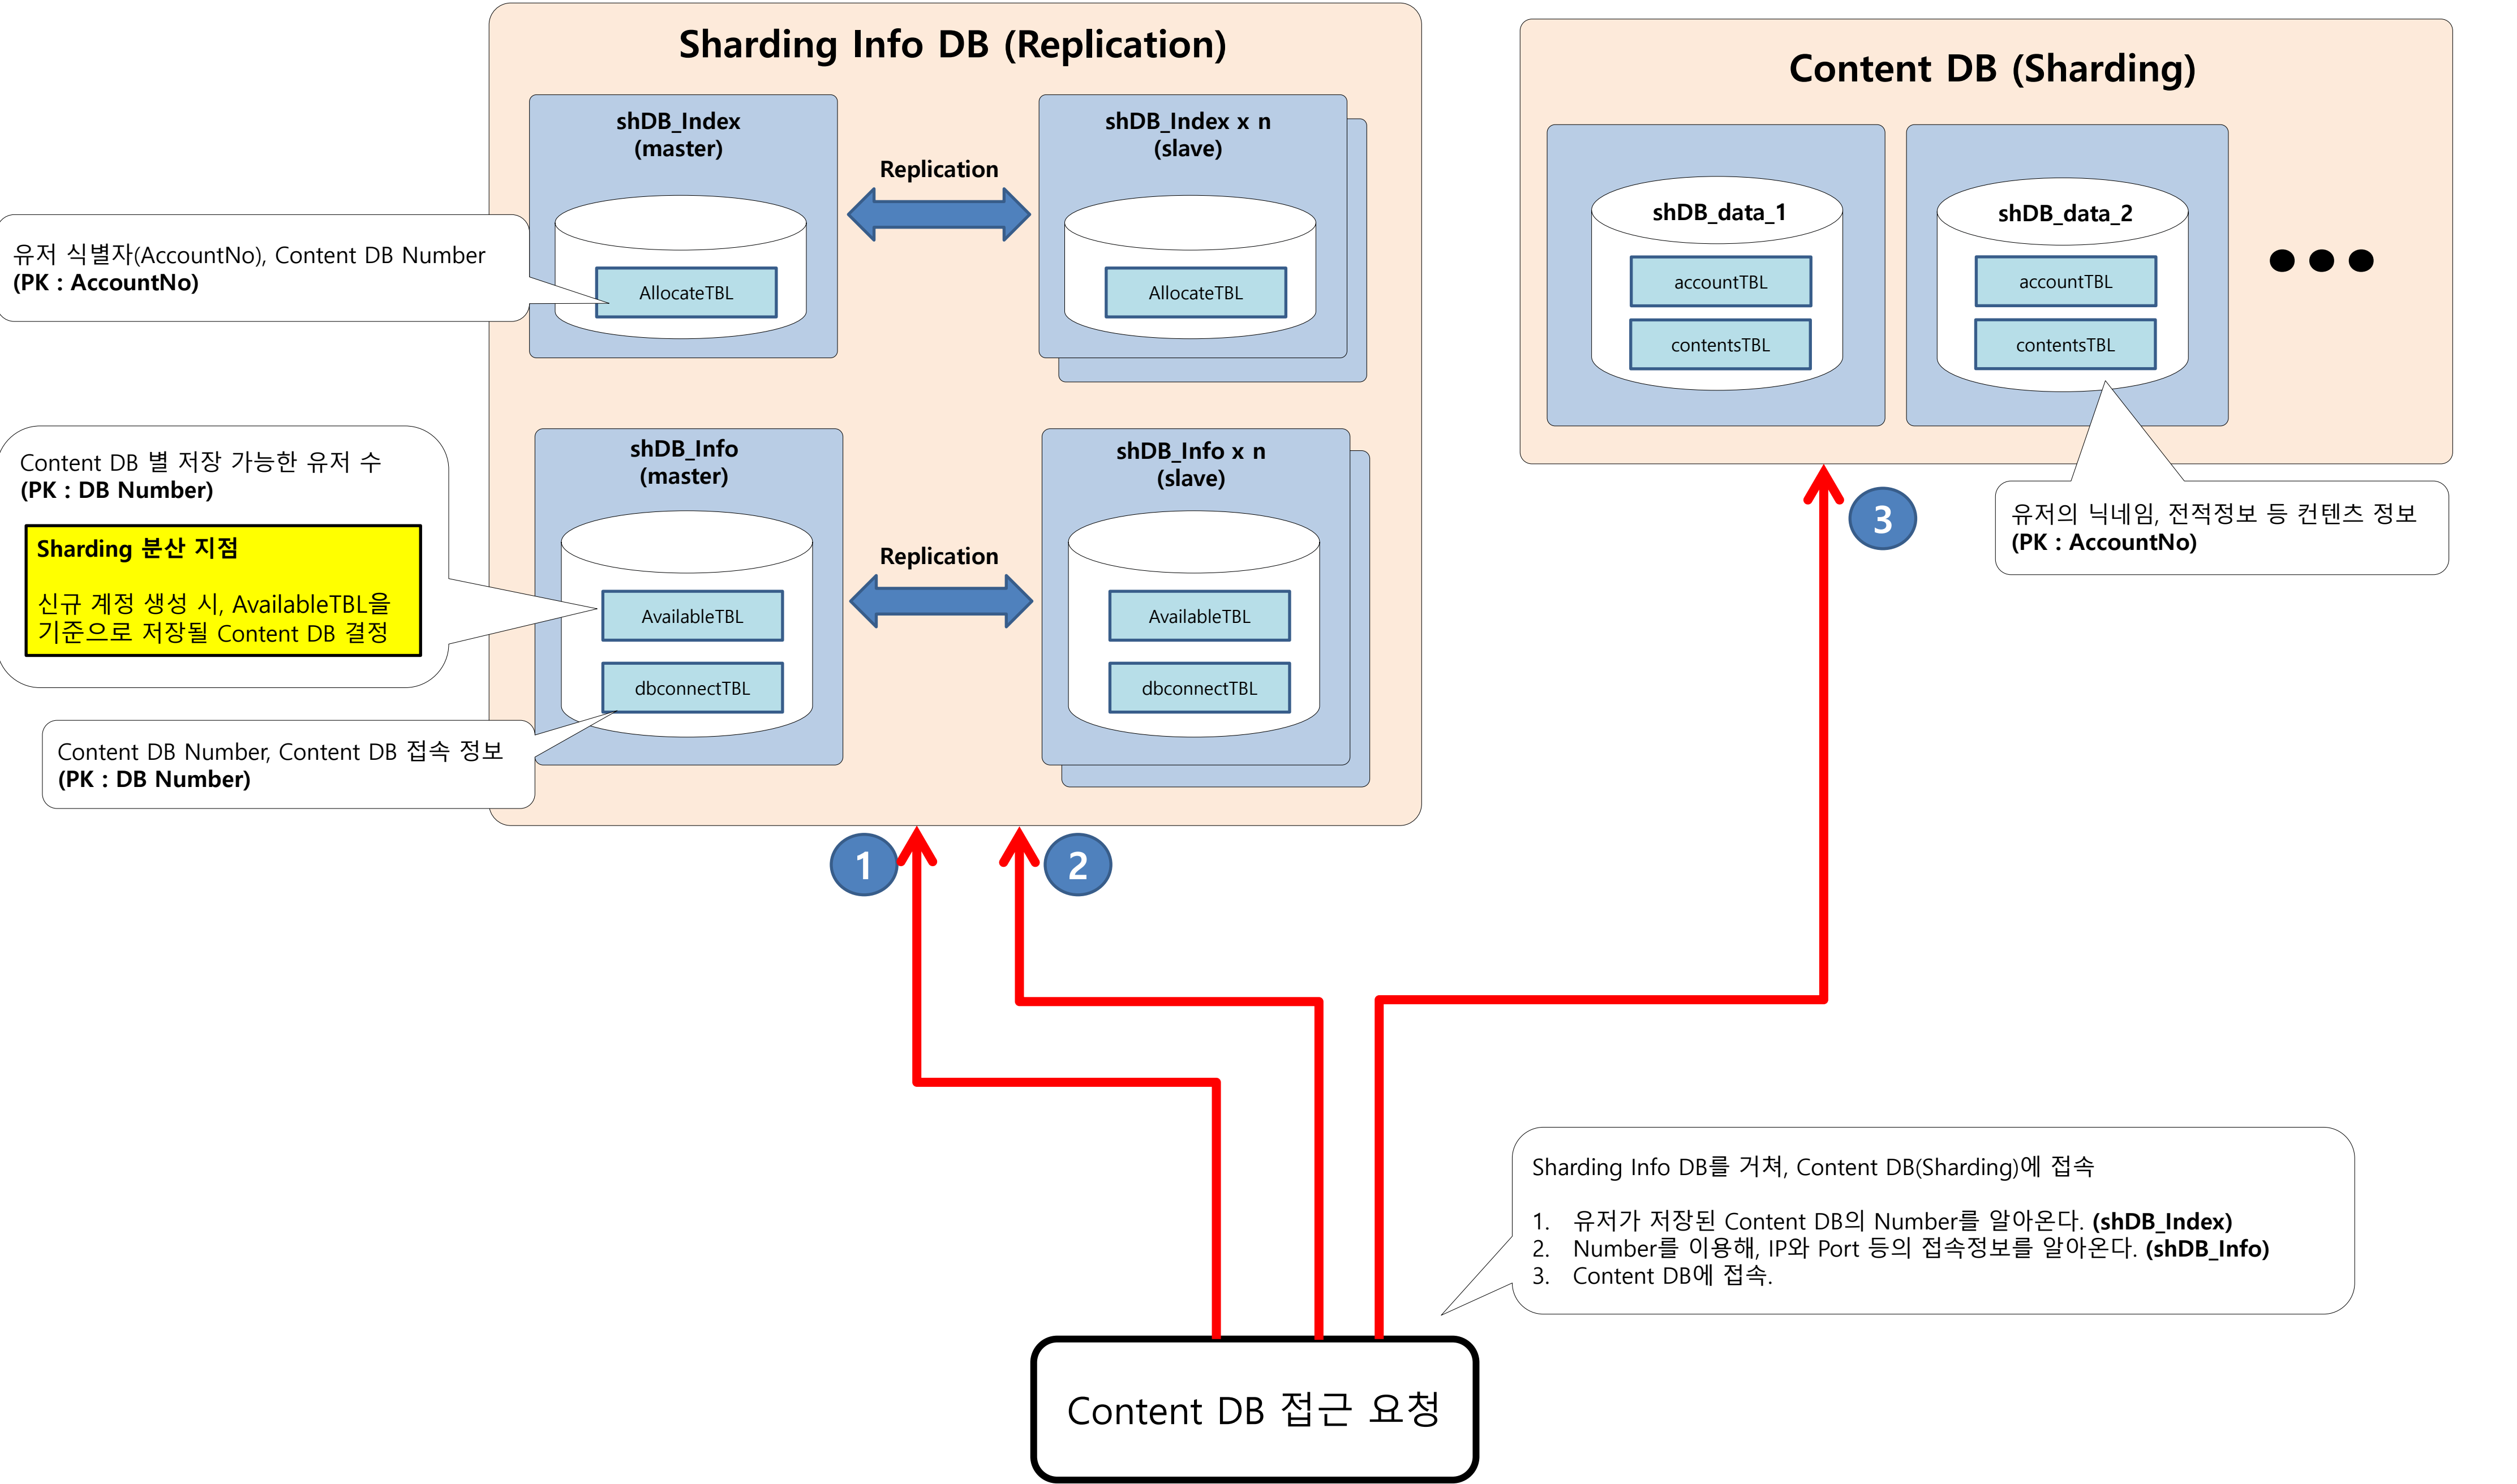 Sharding Info DB (Replication)
shDB_Index
(master)
Replication
shDB_Index x n
(slave)
AllocateTBL
AllocateTBL
유저 식별자(AccountNo), Content DB Number
(PK : AccountNo)
shDB_Info
(master)
Replication
shDB_Info x n
(slave)
AvailableTBL
dbconnectTBL
AvailableTBL
dbconnectTBL
Content DB 별 저장 가능한 유저 수
(PK : DB Number)
Sharding 분산 지점
신규 계정 생성 시, AvailableTBL을
기준으로 저장될 Content DB 결정
Content DB Number, Content DB 접속 정보
(PK : DB Number)
Content DB (Sharding)
shDB_data_1
accountTBL
contentsTBL
shDB_data_2
accountTBL
contentsTBL
유저의 닉네임, 전적정보 등 컨텐츠 정보
(PK : AccountNo)
1
2
3
Sharding Info DB를 거쳐, Content DB(Sharding)에 접속
1. 유저가 저장된 Content DB의 Number를 알아온다. (shDB_Index)
2. Number를 이용해, IP와 Port 등의 접속정보를 알아온다. (shDB_Info)
3. Content DB에 접속.
Content DB 접근 요청